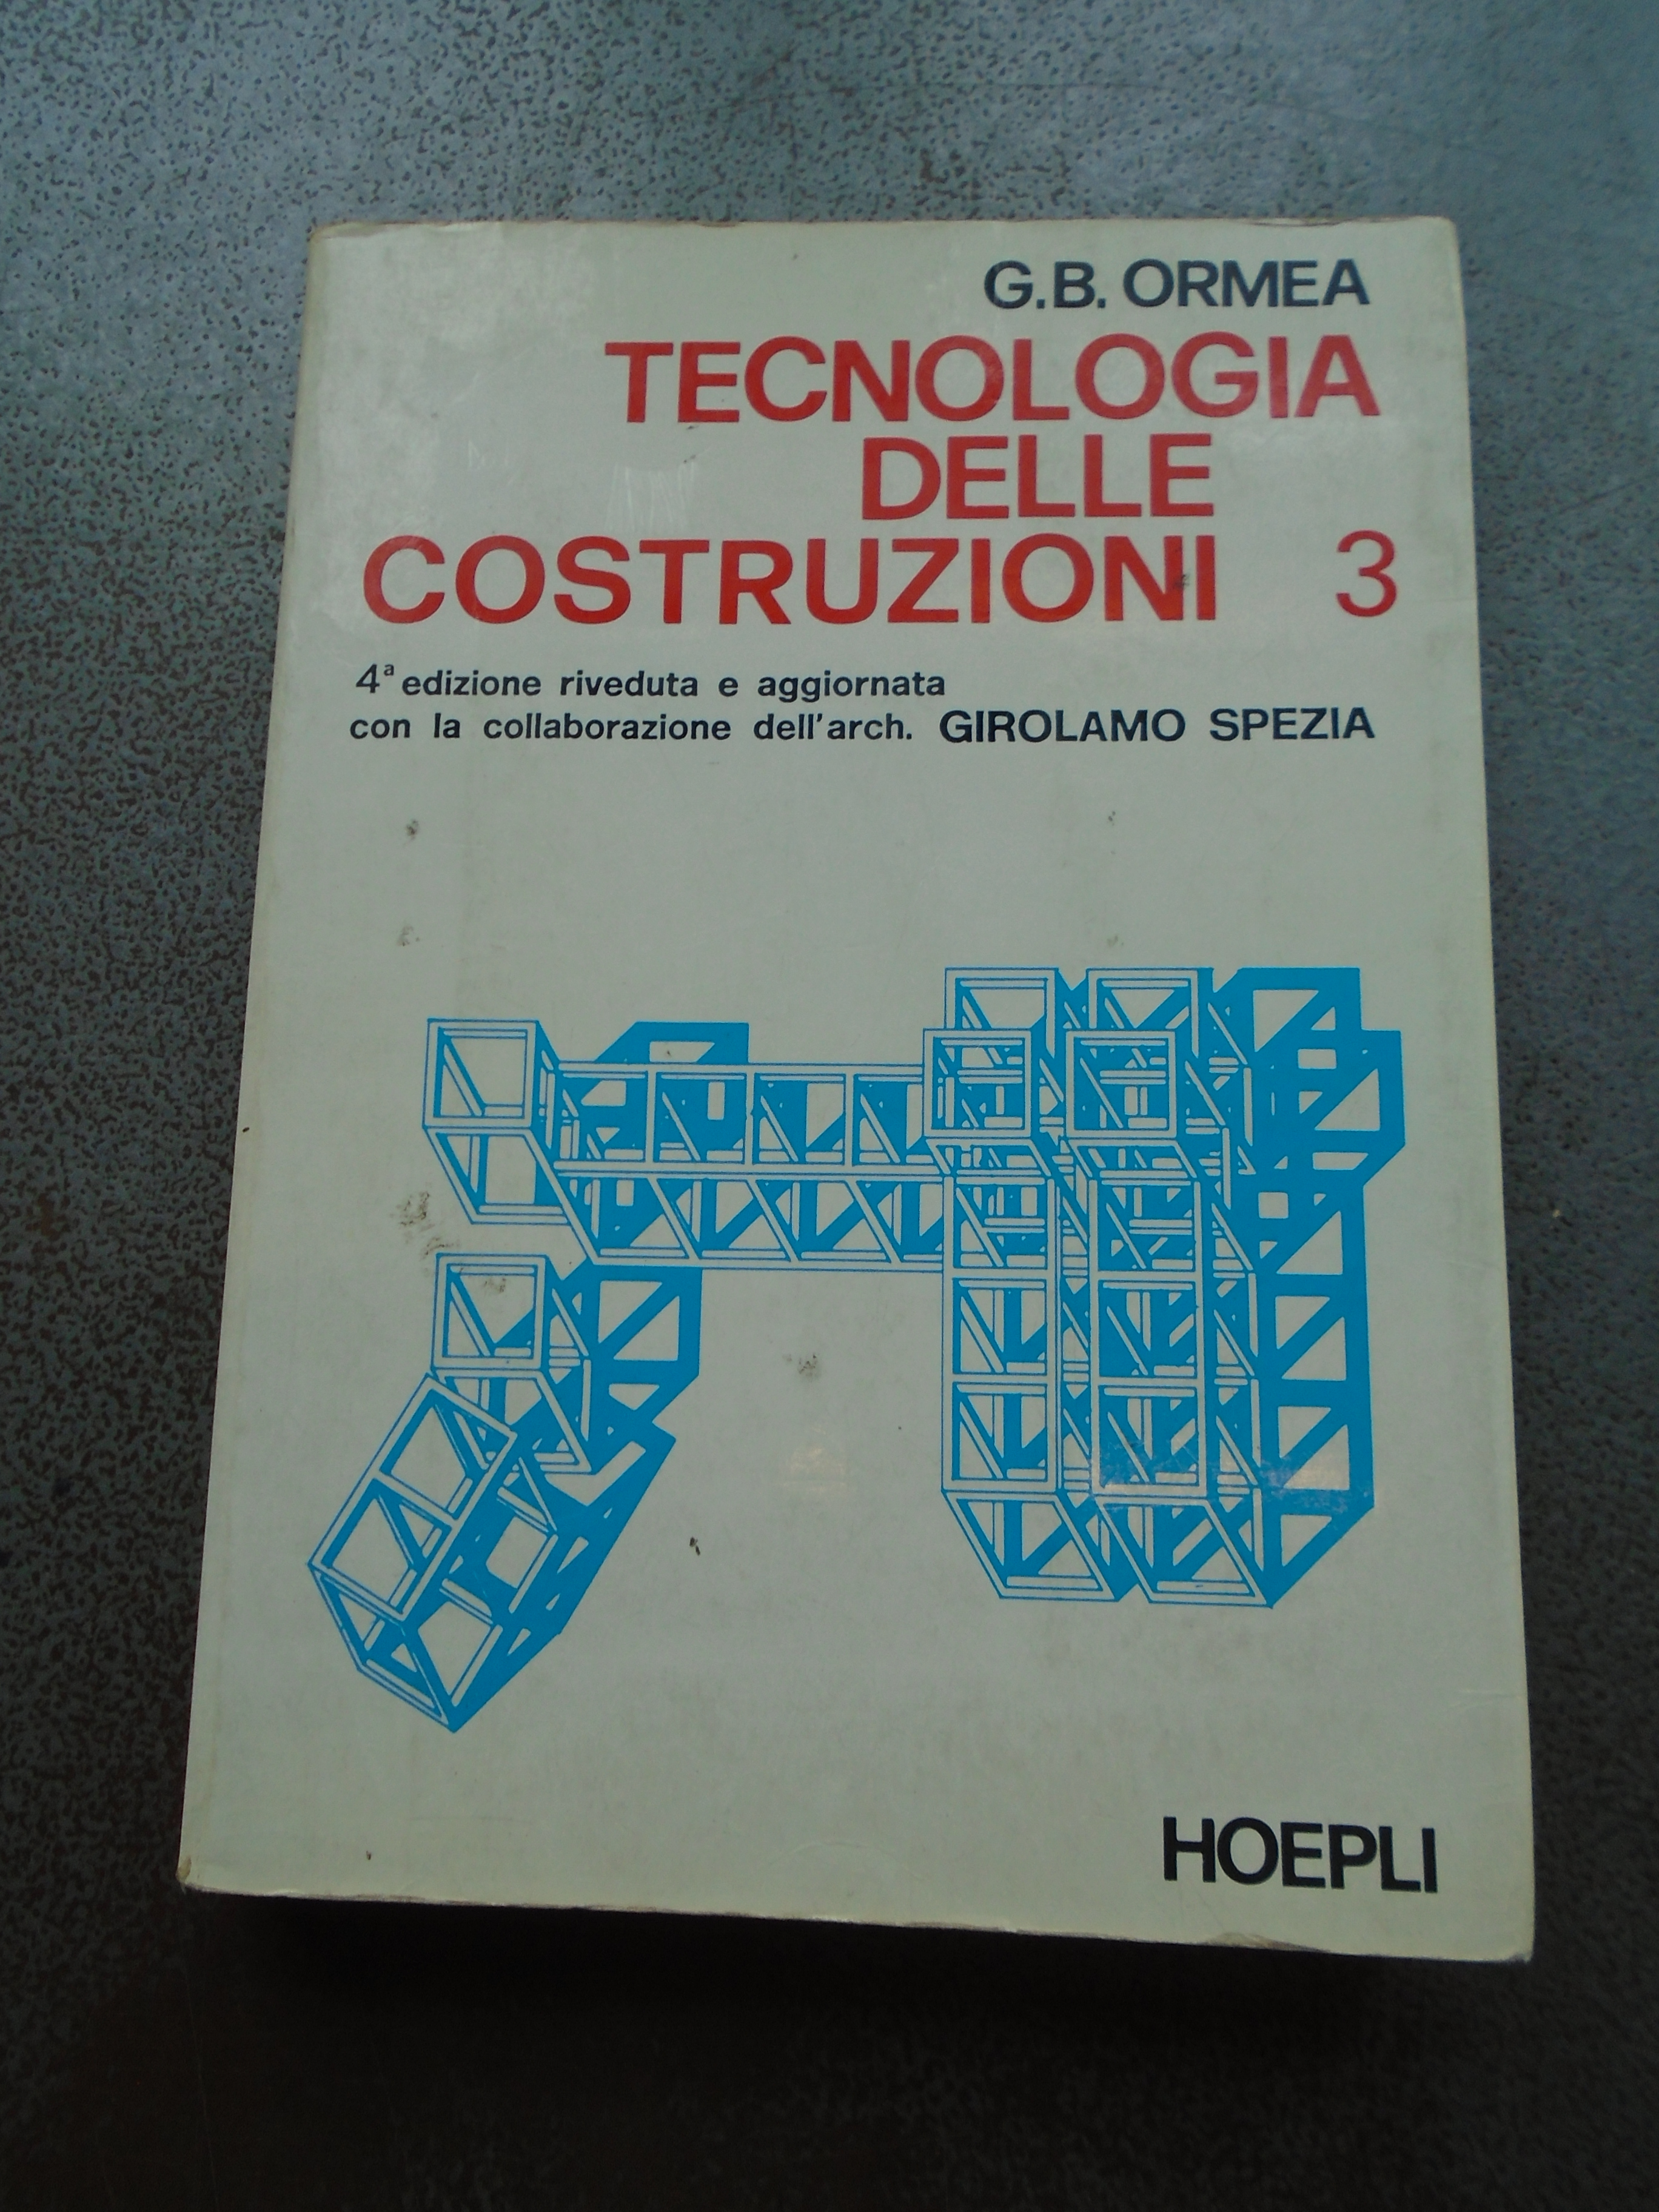 G.B. ORMEA
TECNOLOGIA
DELLE
COSTRUZIONI 3
4ª edizione riveduta e aggiornata
con la collaborazione dell'arch. GIROLAMO SPEZIA
HOEPLI